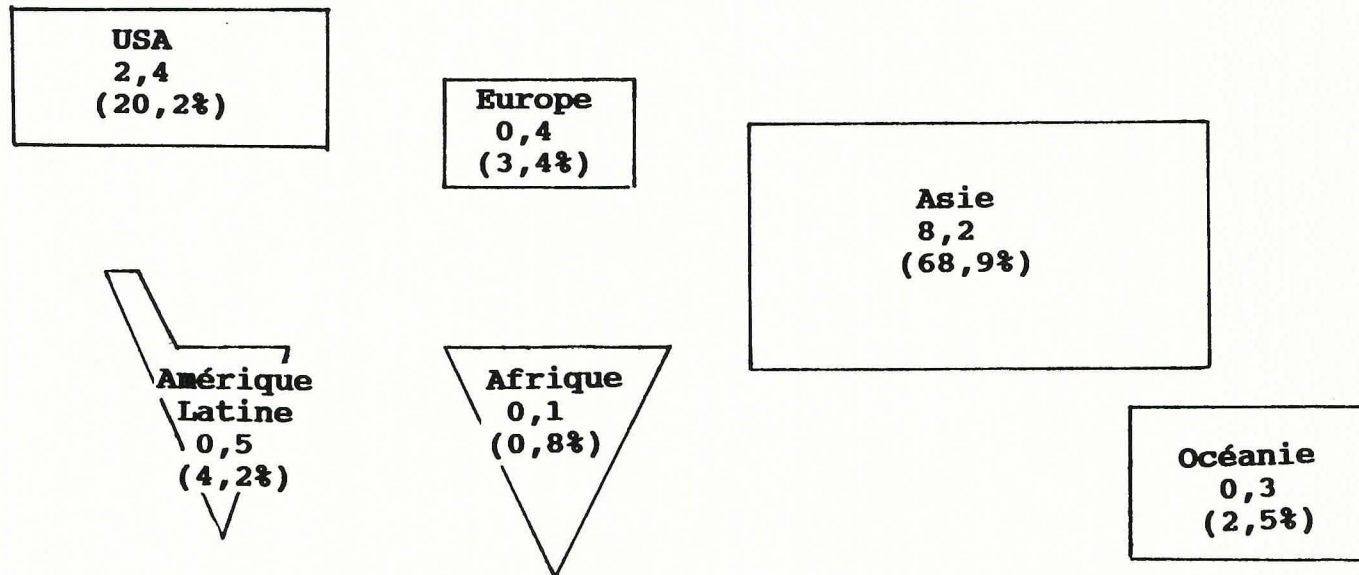 USA
2,4
(20,2%)
Europe
0,4
(3,4%)
Asie
8,2
(68,9%)
Amérique
Latine
0,5
(4,2%)
Afrique
0,1
(0,8%)
Océanie
0,3
(2,5%)